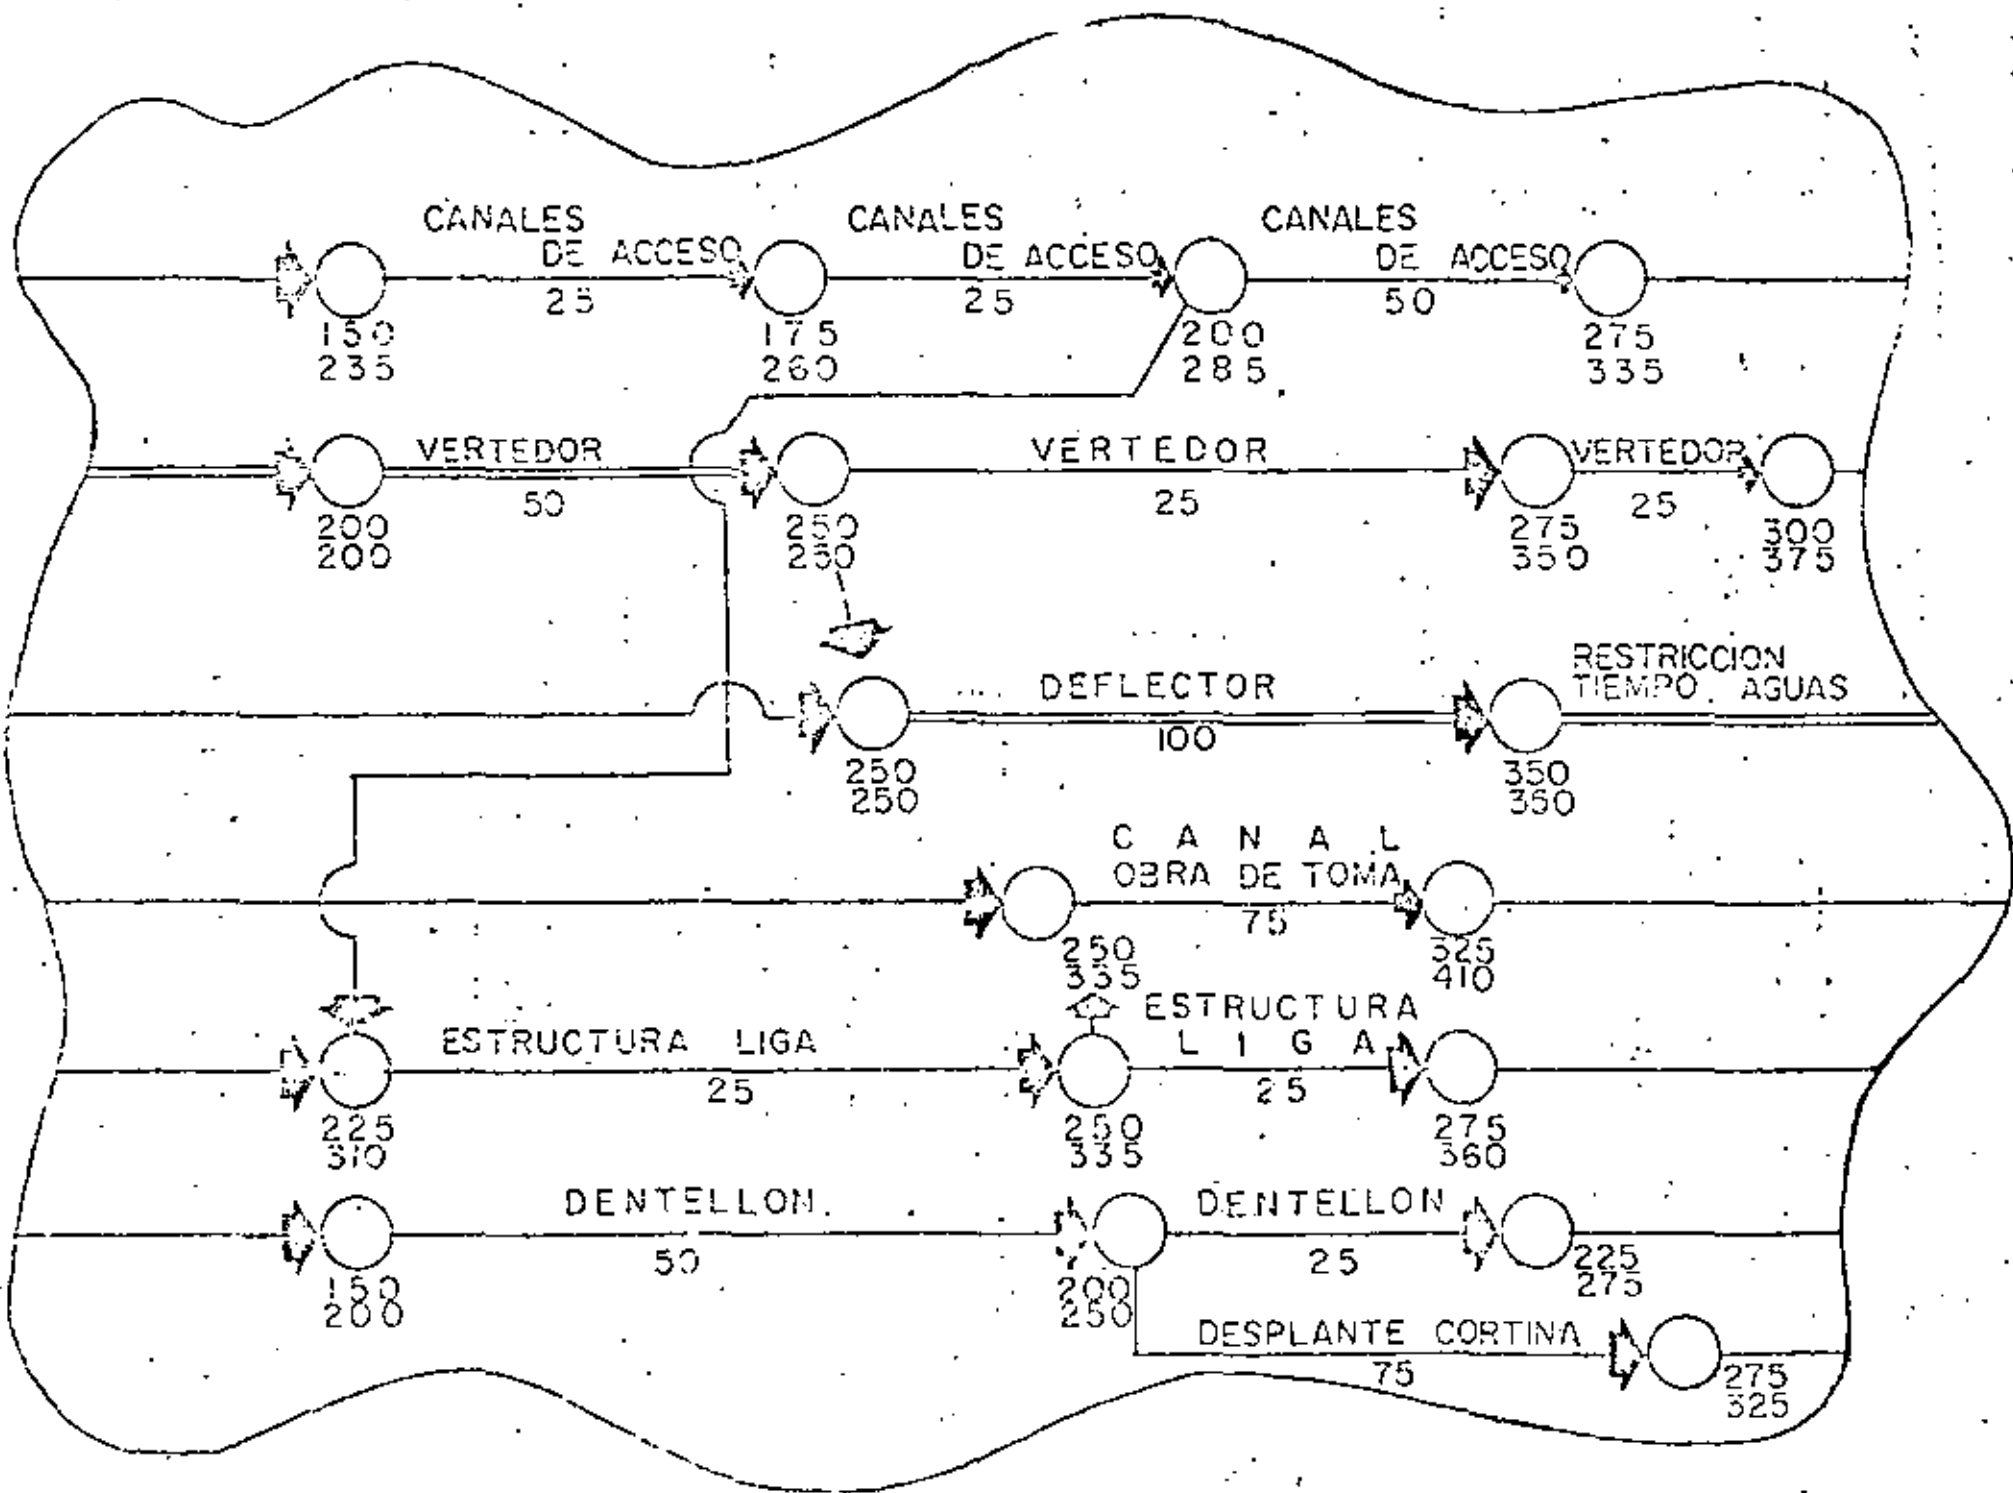 CANALES
DE ACCESO
25
CANALES
DE ACCESO
25
CANALES
DE ACCESO
50
150
235
175
260
200
285
275
335
VERTEDOR
50
VERTEDOR
25
VERTEDOR
25
200
200
250
250
275
350
300
375
DEFLECTOR
100
RESTRICCION
TIEMPO AGUAS
250
250
350
350
CANAL
OBRA DE TOMA
75
250
335
325
410
ESTRUCTURA LIGA
25
ESTRUCTURA
LIGA
25
225
310
250
335
275
360
DENTELLON
50
DENTELLON
25
150
200
200
250
225
275
DESPLANTE CORTINA
75
275
325